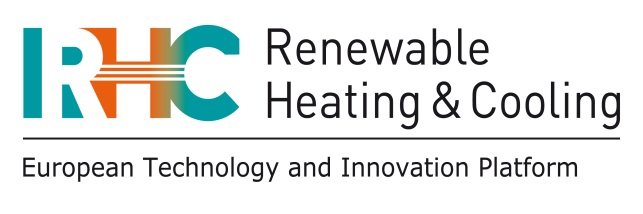 RHC
Renewable
Heating & Cooling
European Technology and Innovation Platform